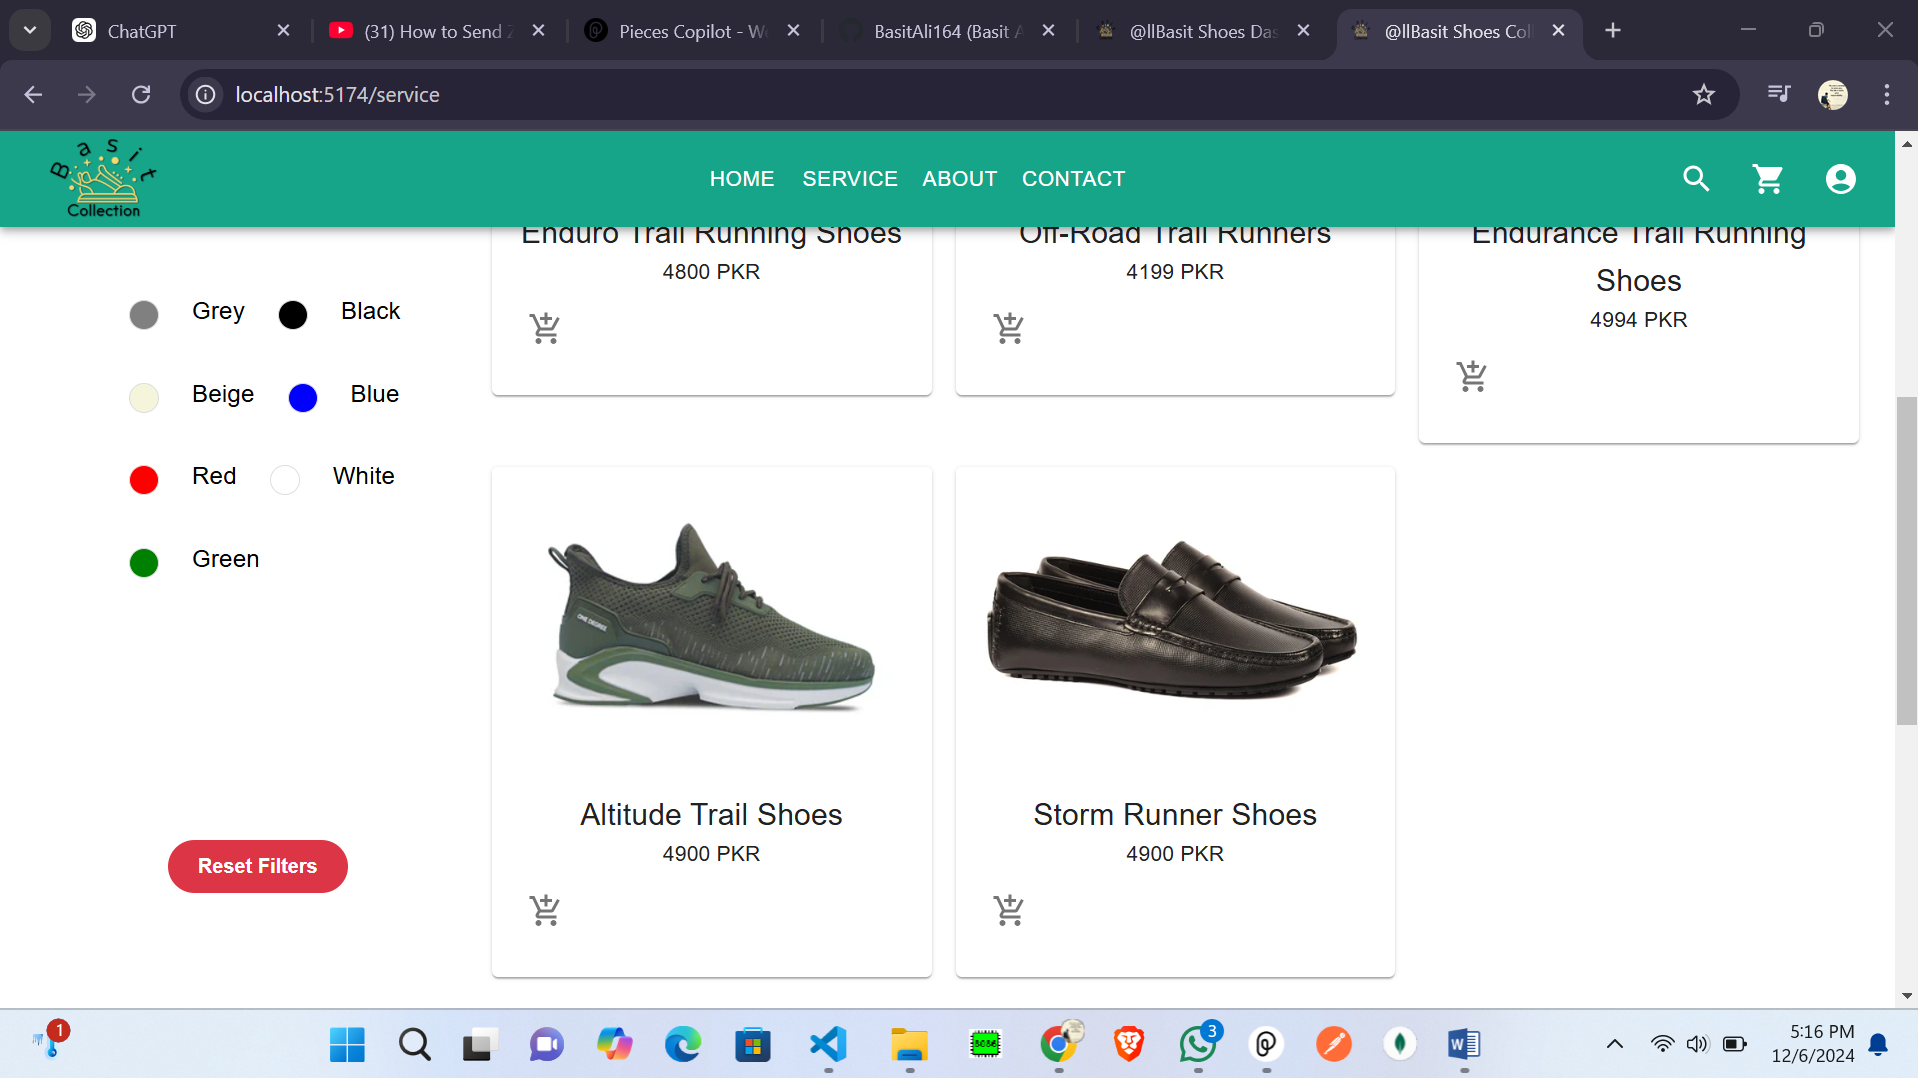 ChatGPT
(31) How to Send
Pieces Copilot - W
BasitAli164 (Basit A
@llBasit Shoes Das
@llBasit Shoes Col
localhost:5174/service
Basit
Collection
HOME
SERVICE
ABOUT
CONTACT
Enduro Trail Running Shoes
4800 PKR
Off-Road Trail Runners
4199 PKR
Endurance Trail Running
Shoes
4994 PKR
Grey
Black
Beige
Blue
Red
White
Green
Reset Filters
ONE DEGREE
Altitude Trail Shoes
4900 PKR
Storm Runner Shoes
4900 PKR
1
8086
3
5:16 PM
12/6/2024